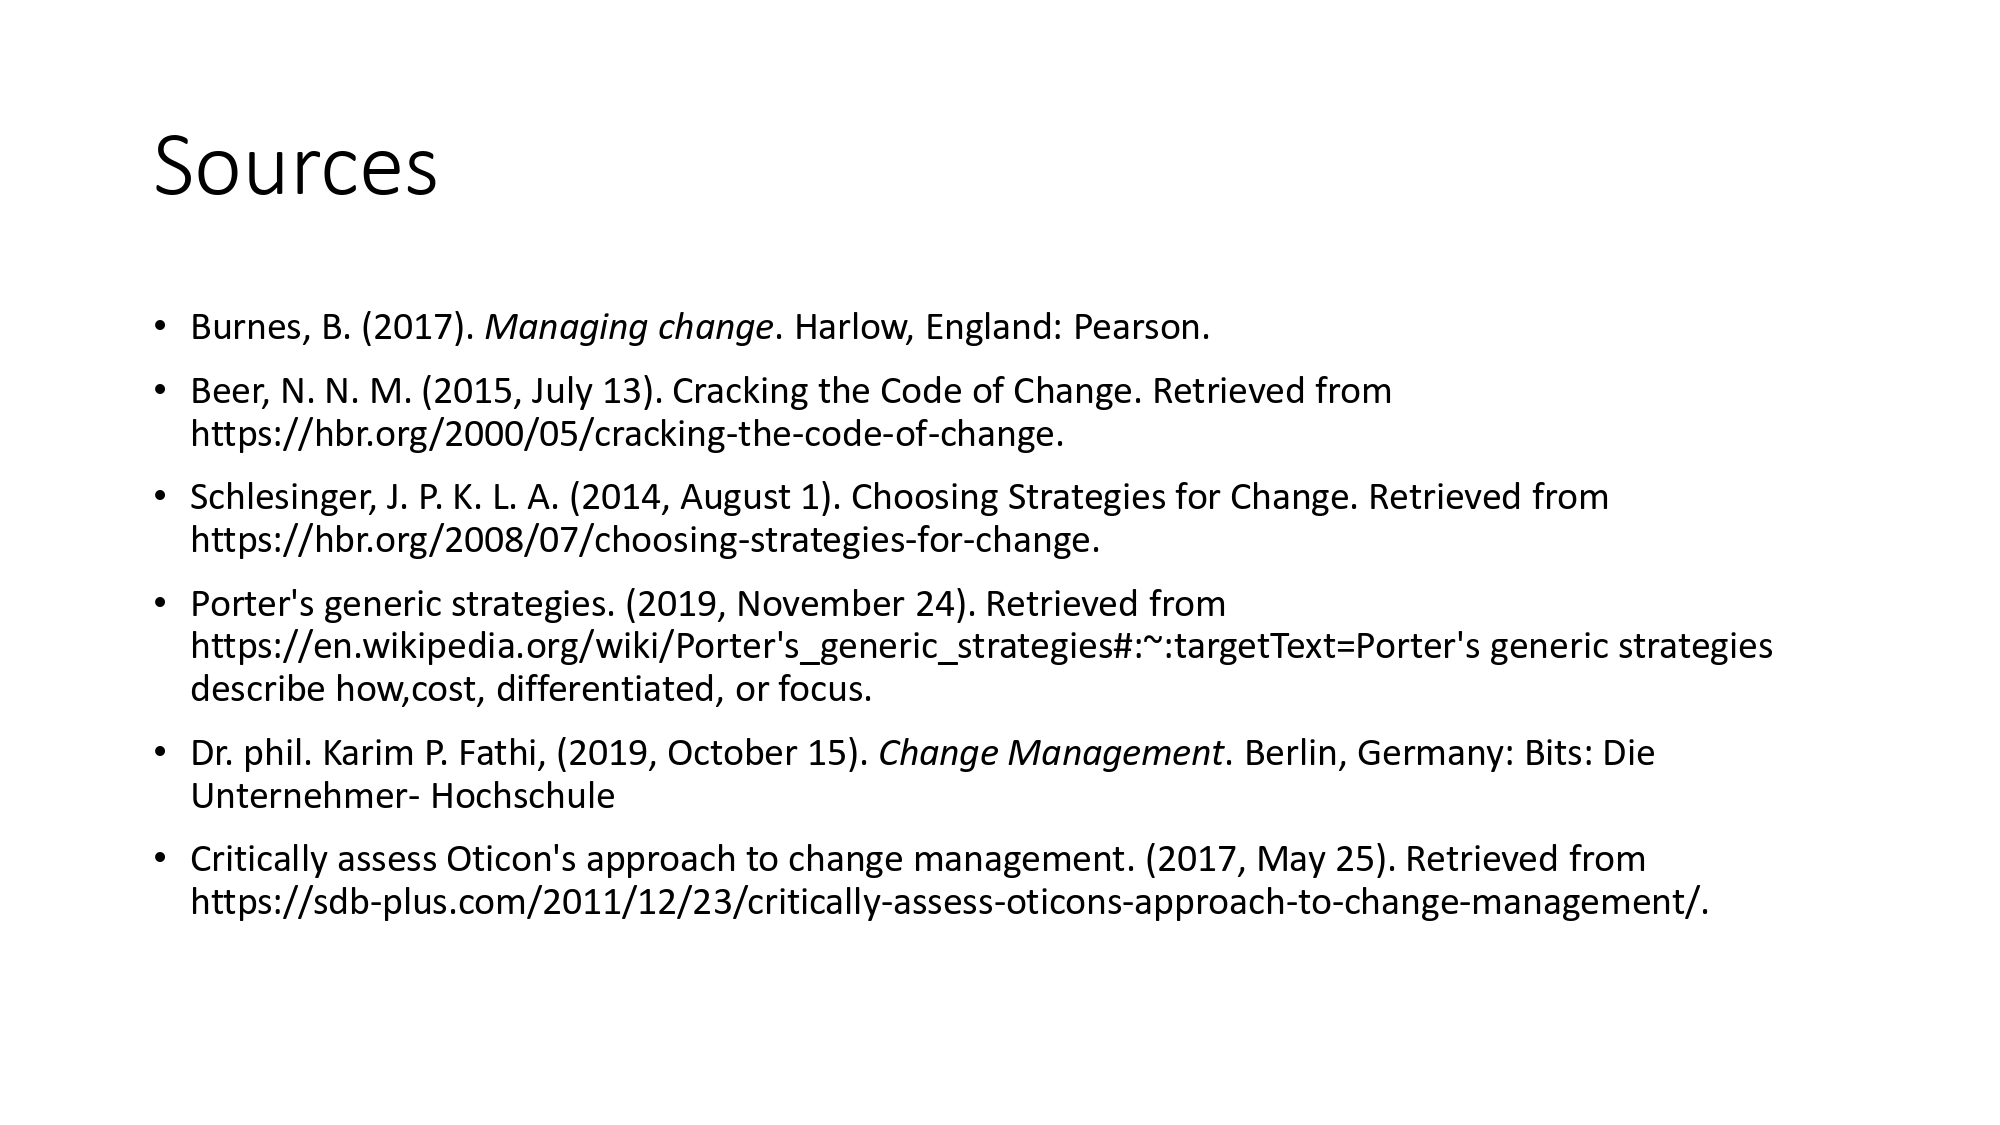 Sources
• Burnes, B. (2017). Managing change. Harlow, England: Pearson.
• Beer, N. N. M. (2015, July 13). Cracking the Code of Change. Retrieved from
https://hbr.org/2000/05/cracking-the-code-of-change.
• Schlesinger, J. P. K. L. A. (2014, August 1). Choosing Strategies for Change. Retrieved from
https://hbr.org/2008/07/choosing-strategies-for-change.
• Porter's generic strategies. (2019, November 24). Retrieved from
https://en.wikipedia.org/wiki/Porter's_generic_strategies#:~:targetText=Porter's generic strategies
describe how,cost, differentiated, or focus.
• Dr. phil. Karim P. Fathi, (2019, October 15). Change Management. Berlin, Germany: Bits: Die
Unternehmer- Hochschule
• Critically assess Oticon's approach to change management. (2017, May 25). Retrieved from
https://sdb-plus.com/2011/12/23/critically-assess-oticons-approach-to-change-management/.